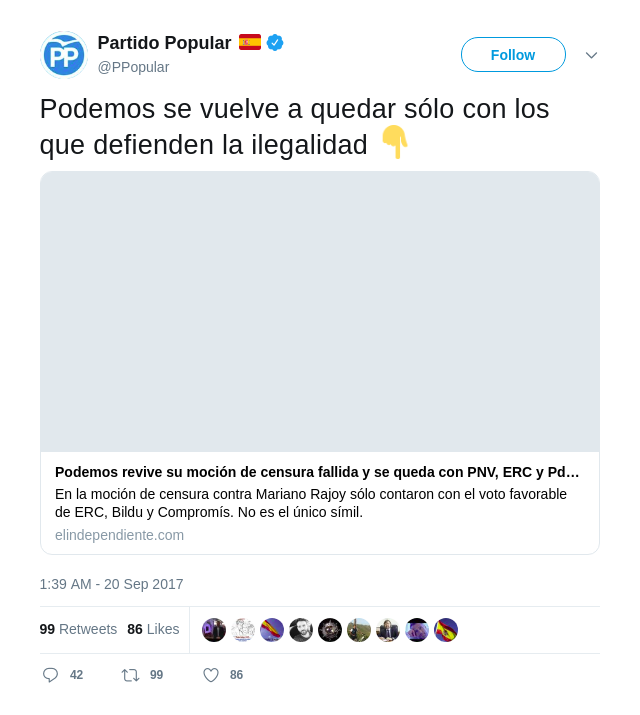 PP
Partido Popular
@PPopular
Follow
Podemos se vuelve a quedar sólo con los
que defienden la ilegalidad
Podemos revive su moción de censura fallida y se queda con PNV, ERC y Pd…
En la moción de censura contra Mariano Rajoy sólo contaron con el voto favorable
de ERC, Bildu y Compromís. No es el único símil.
elindependiente.com
1:39 AM - 20 Sep 2017
99 Retweets 86 Likes
42 99 86